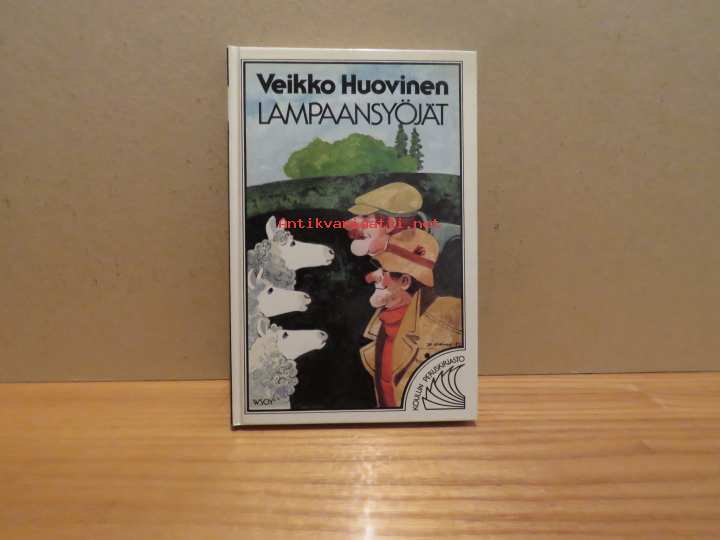 Veikko Huovinen
LAMPAANSYÖJÄT
Antikvariaatti.net
WSOY
KOULUN PERUSKIRJASTO